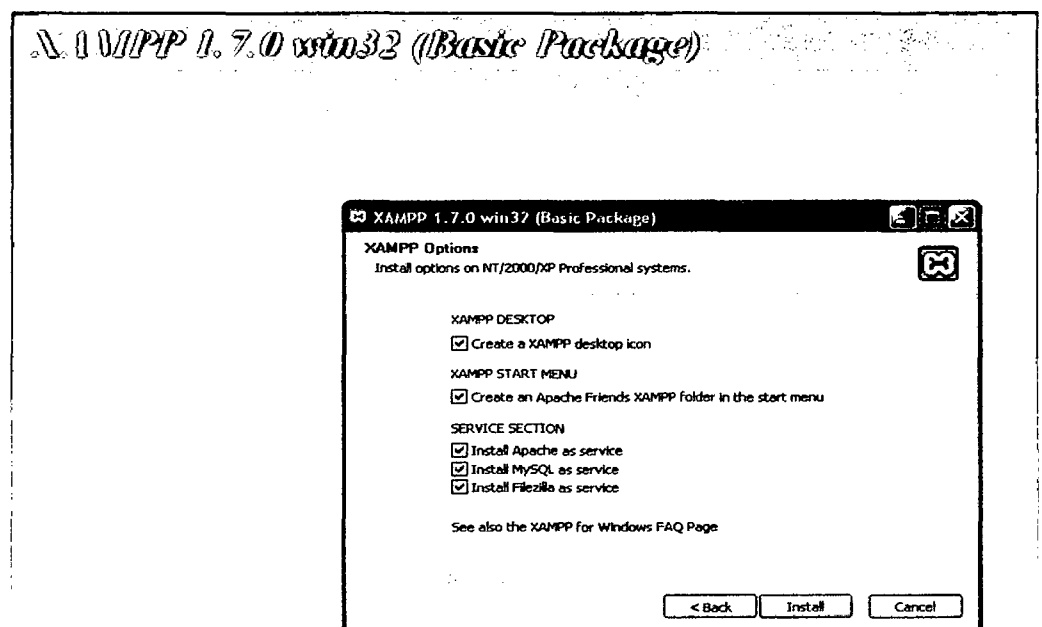 XAMPP 1.7.0 win32 (Basic Package)
XAMPP 1.7.0 win32 (Basic Package)
XAMPP Options
Install options on NT/2000/XP Professional systems.
XAMPP DESKTOP
Create a XAMPP desktop icon
XAMPP START MENU
Create an Apache Friends XAMPP folder in the start menu
SERVICE SECTION
Install Apache as service
Install MySQL as service
Install Filezilla as service
See also the XAMPP for Windows FAQ Page
< Back Install Cancel